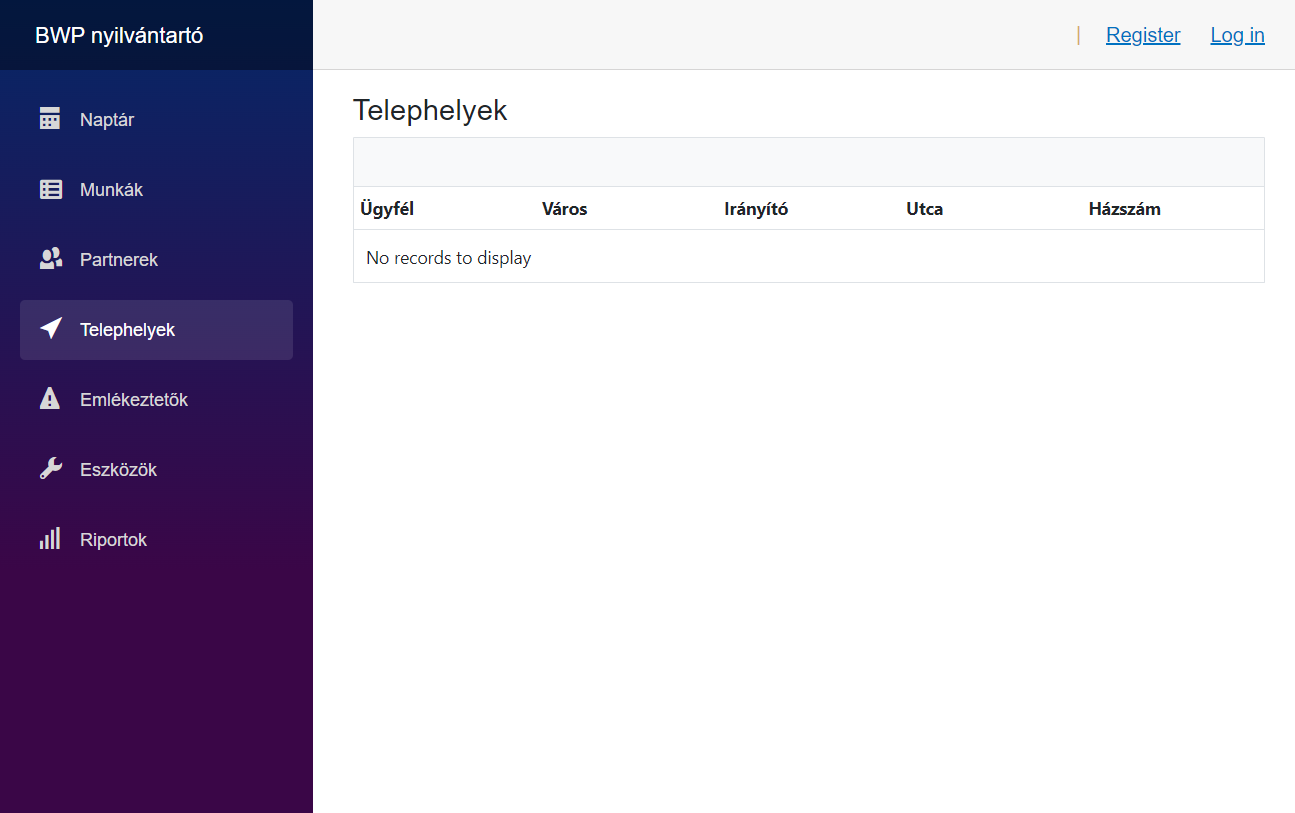 BWP nyilvántartó
| Register Log in
Naptár
Munkák
Partnerek
Telephelyek
Emlékeztetők
Eszközök
Riportok
Telephelyek
Ügyfél Város Irányító Utca Házszám
No records to display